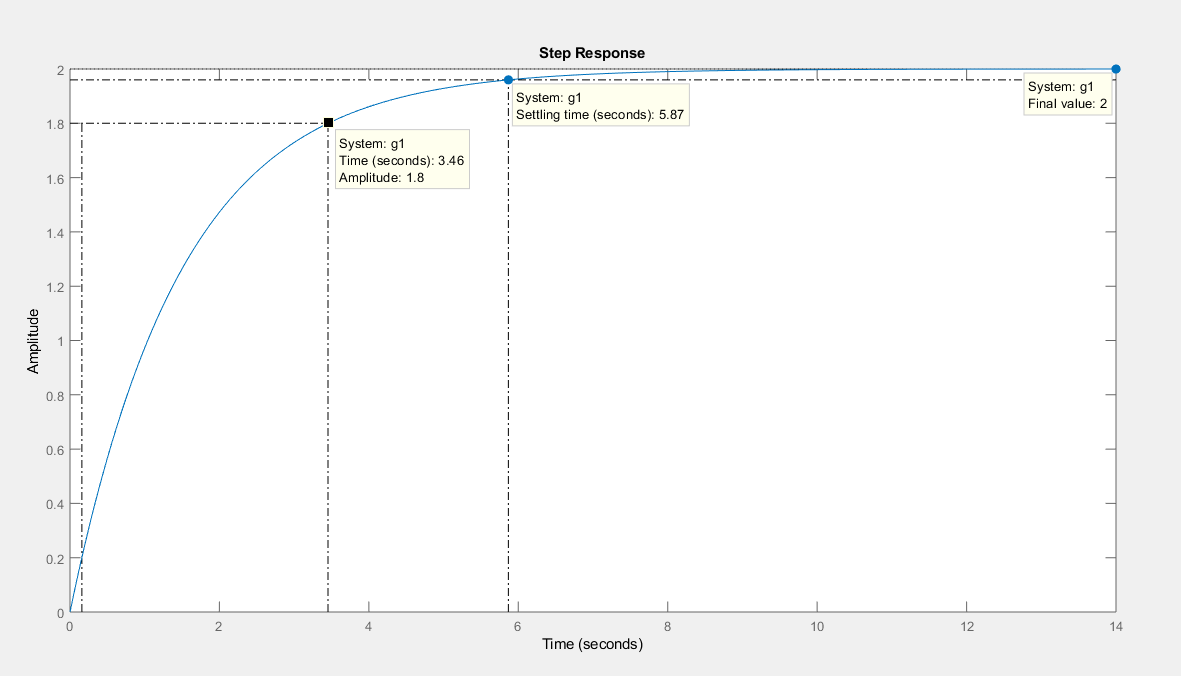 Step Response
2
1.8
1.6
1.4
1.2
1
0.8
0.6
0.4
0.2
0
Amplitude
System: g1
Time (seconds): 3.46
Amplitude: 1.8
System: g1
Settling time (seconds): 5.87
System: g1
Final value: 2
0 2 4 6 8 10 12 14
Time (seconds)